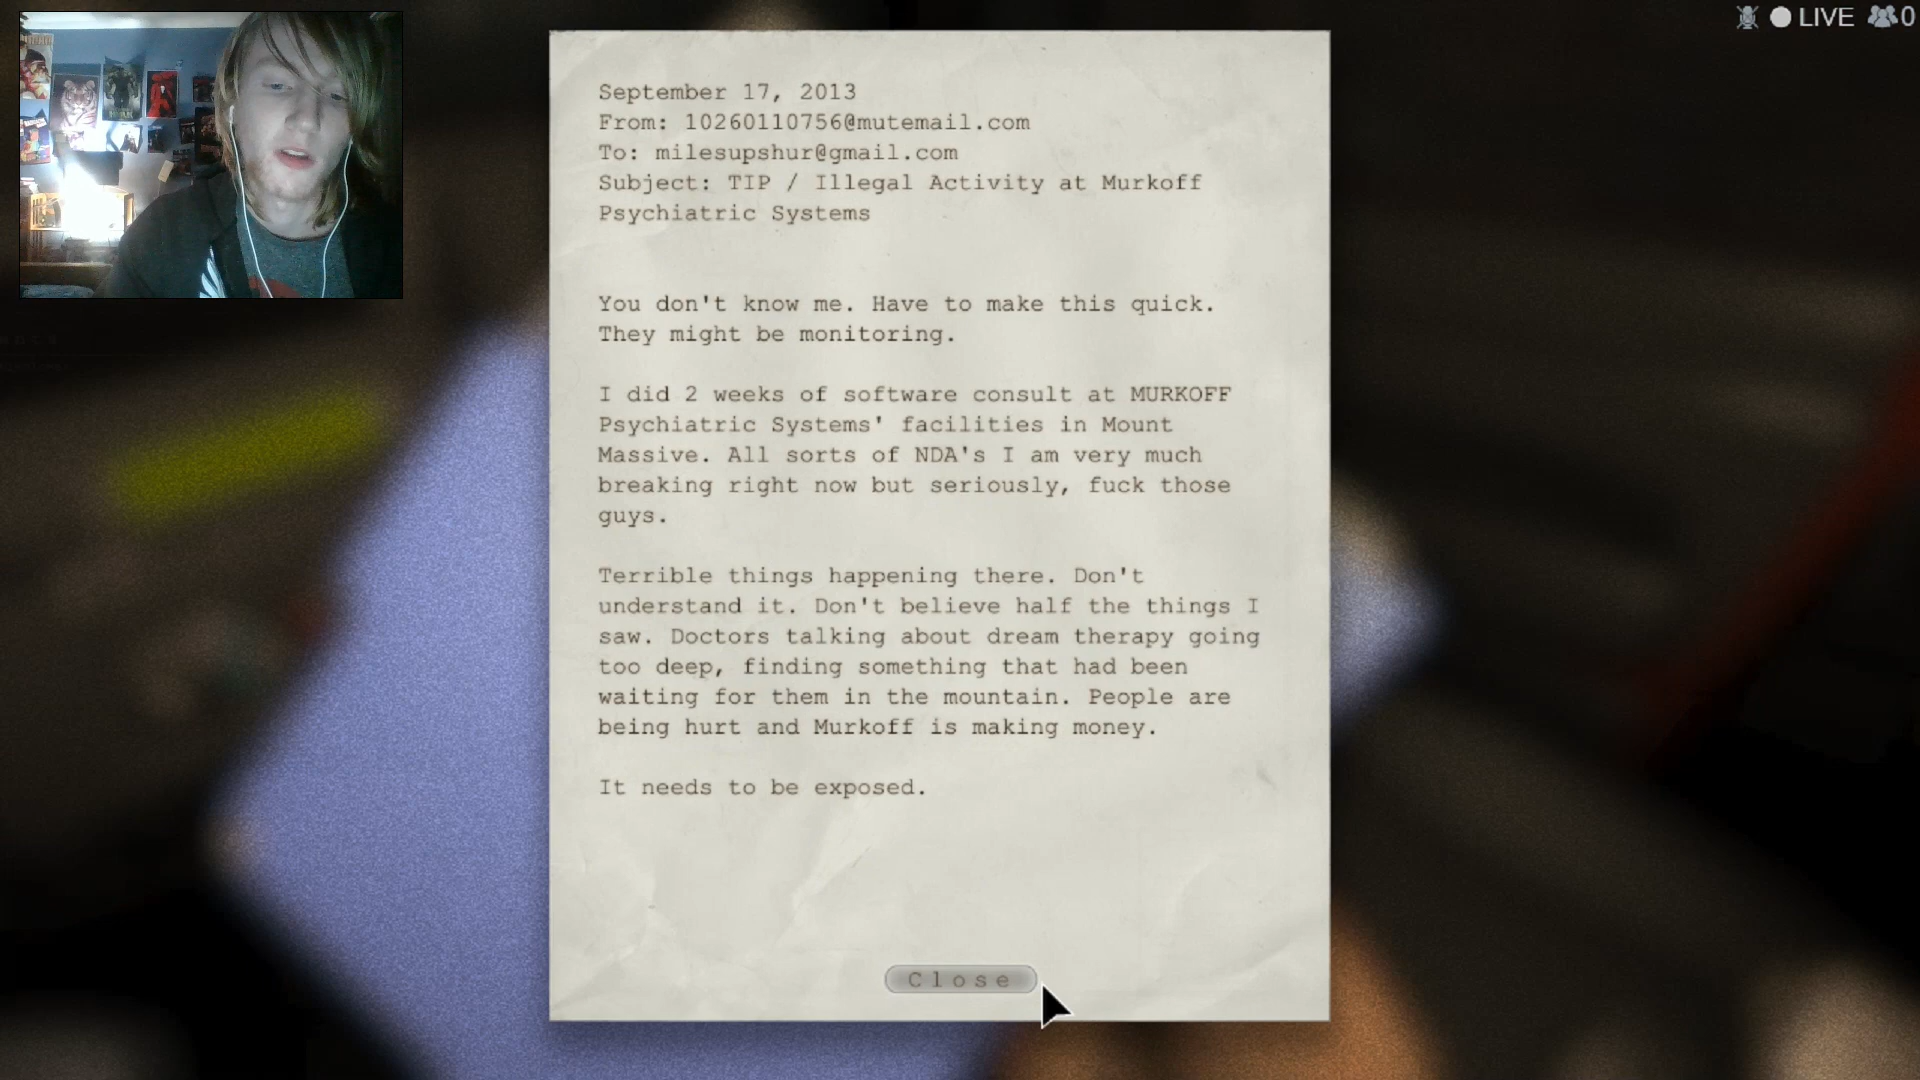 LIVE 0
September 17, 2013
From: 10260110756@mutemail.com
To: milesupshur@gmail.com
Subject: TIP / Illegal Activity at Murkoff
Psychiatric Systems
You don't know me. Have to make this quick.
They might be monitoring.
I did 2 weeks of software consult at MURKOFF
Psychiatric Systems' facilities in Mount
Massive. All sorts of NDA's I am very much
breaking right now but seriously, fuck those
guys.
Terrible things happening there. Don't
understand it. Don't believe half the things I
saw. Doctors talking about dream therapy going
too deep, finding something that had been
waiting for them in the mountain. People are
being hurt and Murkoff is making money.
It needs to be exposed.
Close